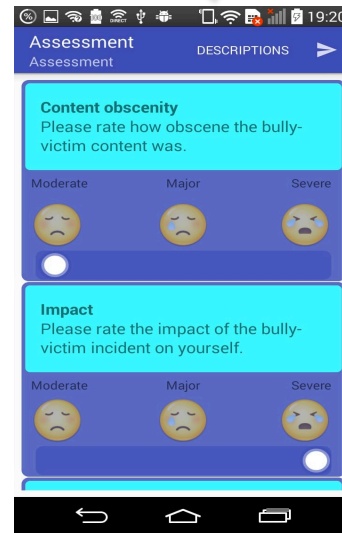 19:20
Assessment
DESCRIPTIONS
Assessment
Content obscenity
Please rate how obscene the bully-
victim content was.
Moderate Major Severe
Impact
Please rate the impact of the bully-
victim incident on yourself.
Moderate Major Severe